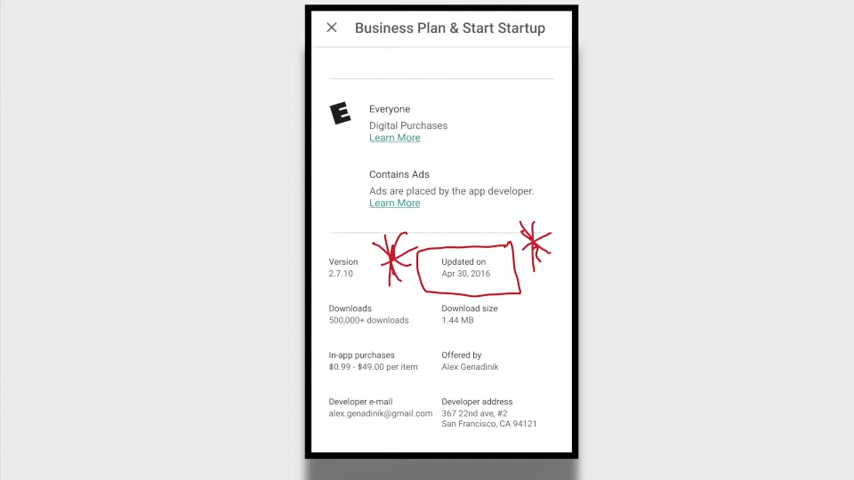 Business Plan & Start Startup
E
Everyone
Digital Purchases
Learn More
Contains Ads
Ads are placed by the app developer.
Learn More
Version
2.7.10
Updated on
Apr 30, 2016
Downloads
500,000+ downloads
Download size
1.44 MB
In-app purchases
$0.99 - $49.00 per item
Offered by
Alex Genadinik
Developer e-mail
alex.genadinik@gmail.com
Developer address
367 22nd ave, #2
San Francisco, CA 94121